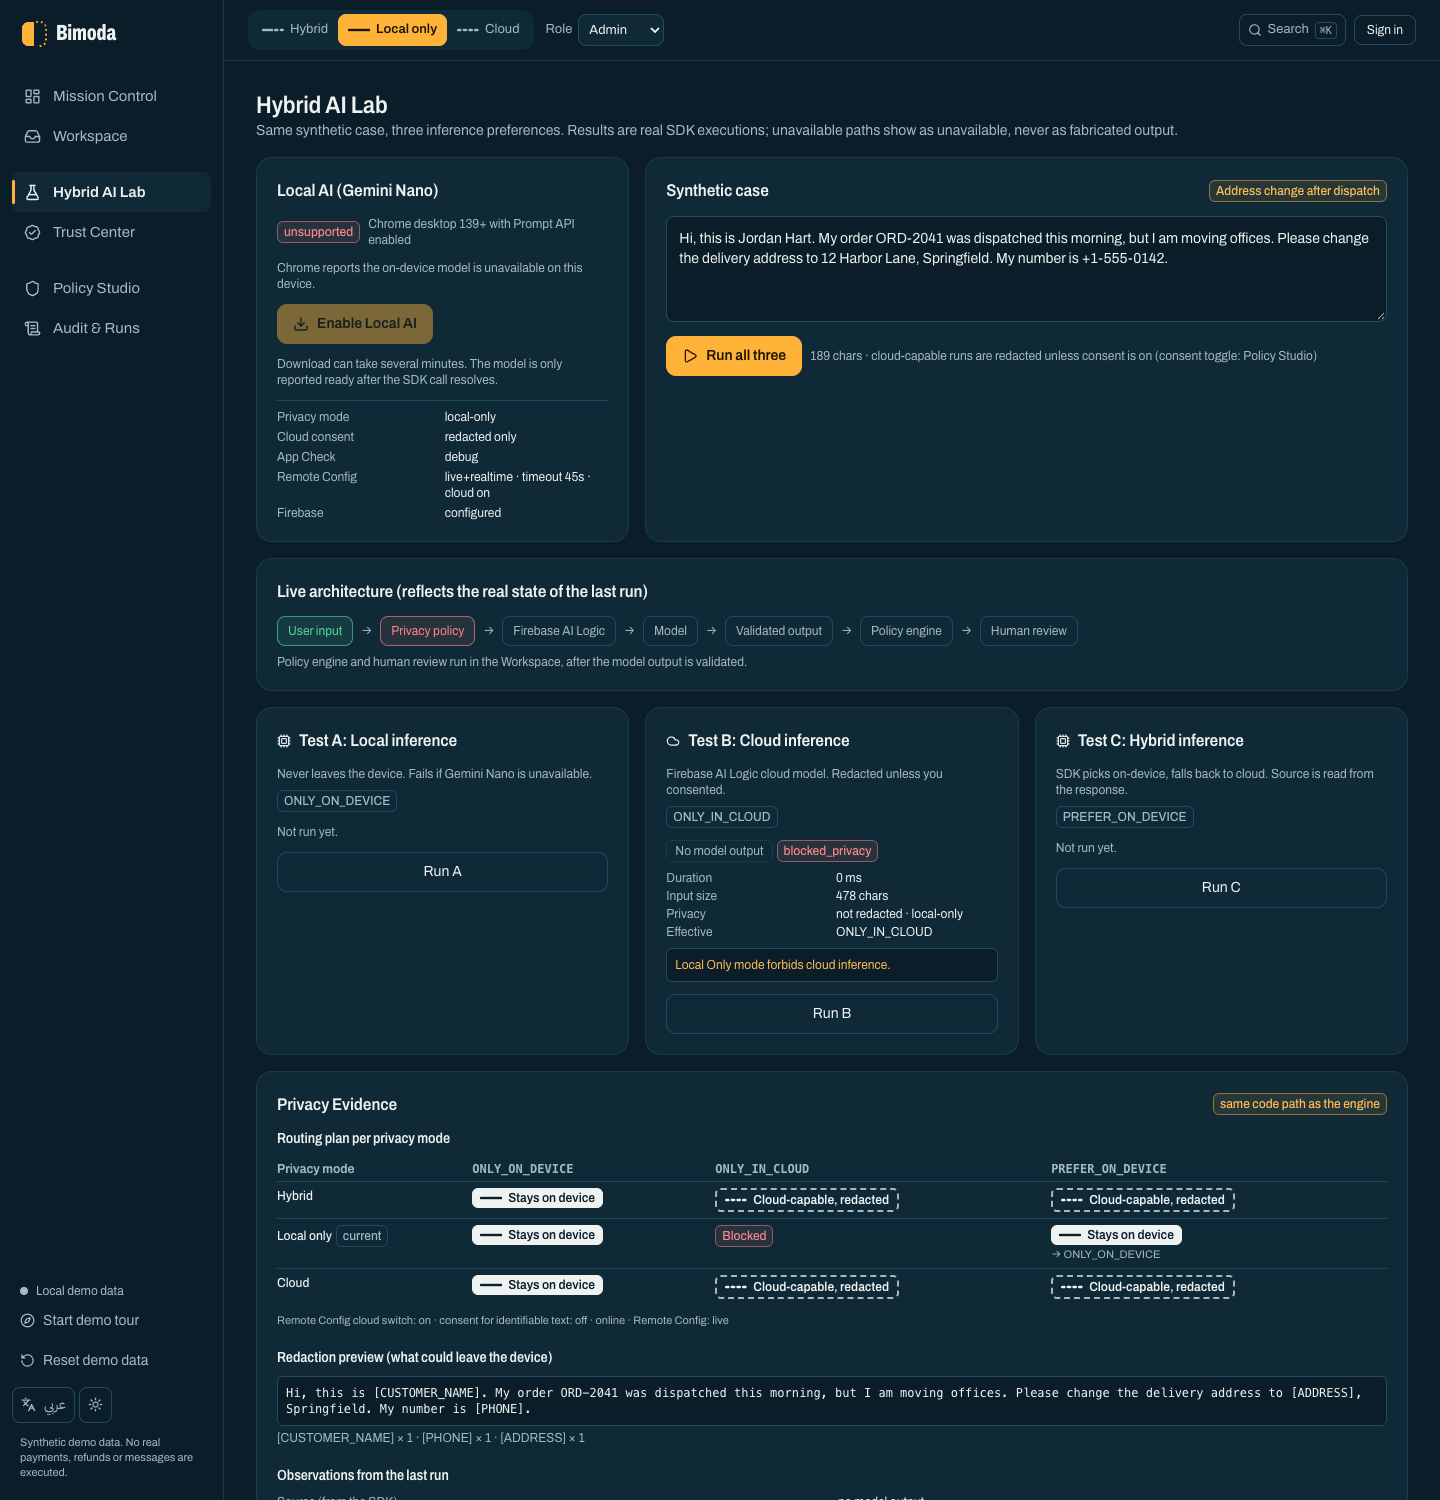 Bimoda
Mission Control
Workspace
Hybrid AI Lab
Trust Center
Policy Studio
Audit & Runs
Local demo data
Start demo tour
Reset demo data
عربي
Synthetic demo data. No real
payments, refunds or messages are
executed.
Hybrid Local only Cloud Role Admin Search ⌘K Sign in
Hybrid AI Lab
Same synthetic case, three inference preferences. Results are real SDK executions; unavailable paths show as unavailable, never as fabricated output.
Local AI (Gemini Nano)
unsupported Chrome desktop 139+ with Prompt API
enabled
Chrome reports the on-device model is unavailable on this
device.
Enable Local AI
Download can take several minutes. The model is only
reported ready after the SDK call resolves.
Privacy mode local-only
Cloud consent redacted only
App Check debug
Remote Config live+realtime · timeout 45s ·
cloud on
Firebase configured
Synthetic case Address change after dispatch
Hi, this is Jordan Hart. My order ORD-2041 was dispatched this morning, but I am moving offices. Please change
the delivery address to 12 Harbor Lane, Springfield. My number is +1-555-0142.
Run all three 189 chars · cloud-capable runs are redacted unless consent is on (consent toggle: Policy Studio)
Live architecture (reflects the real state of the last run)
User input → Privacy policy → Firebase AI Logic → Model → Validated output → Policy engine → Human review
Policy engine and human review run in the Workspace, after the model output is validated.
Test A: Local inference
Never leaves the device. Fails if Gemini Nano is unavailable.
ONLY_ON_DEVICE
Not run yet.
Run A
Test B: Cloud inference
Firebase AI Logic cloud model. Redacted unless you
consented.
ONLY_IN_CLOUD
No model output blocked_privacy
Duration 0 ms
Input size 478 chars
Privacy not redacted · local-only
Effective ONLY_IN_CLOUD
Local Only mode forbids cloud inference.
Run B
Test C: Hybrid inference
SDK picks on-device, falls back to cloud. Source is read from
the response.
PREFER_ON_DEVICE
Not run yet.
Run C
Privacy Evidence same code path as the engine
Routing plan per privacy mode
Privacy mode ONLY_ON_DEVICE ONLY_IN_CLOUD PREFER_ON_DEVICE
Hybrid Stays on device Cloud-capable, redacted Cloud-capable, redacted
Local only current Stays on device Blocked Stays on device
→ ONLY_ON_DEVICE
Cloud Stays on device Cloud-capable, redacted Cloud-capable, redacted
Remote Config cloud switch: on · consent for identifiable text: off · online · Remote Config: live
Redaction preview (what could leave the device)
Hi, this is [CUSTOMER_NAME]. My order ORD-2041 was dispatched this morning, but I am moving offices. Please change the delivery address to [ADDRESS],
Springfield. My number is [PHONE].
[CUSTOMER_NAME] × 1 · [PHONE] × 1 · [ADDRESS] × 1
Observations from the last run
Source (from the SDK) no model output